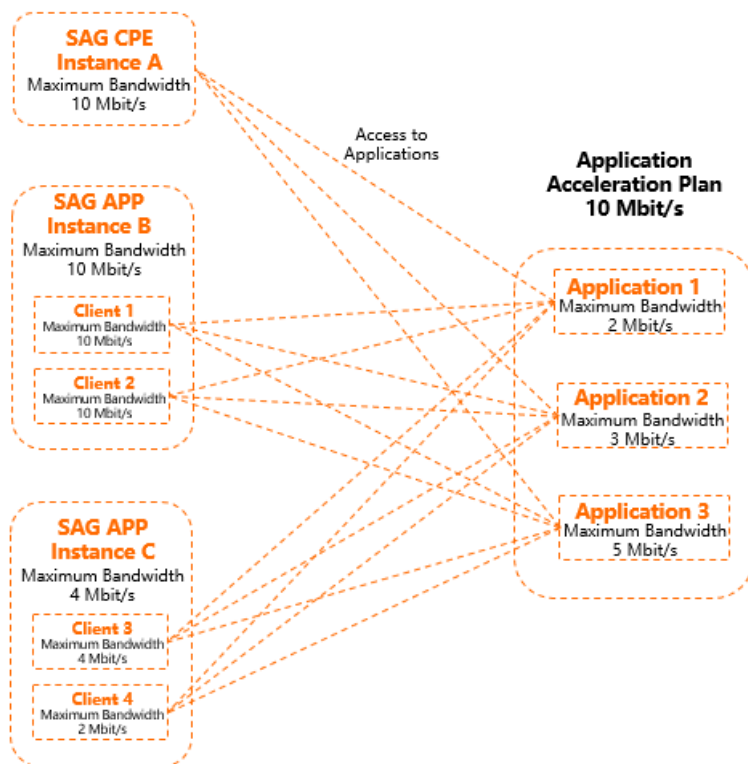 SAG CPE
Instance A
Maximum Bandwidth
10 Mbit/s
Access to
Applications
Application
Acceleration Plan
10 Mbit/s
SAG APP
Instance B
Maximum Bandwidth
10 Mbit/s
Client 1
Maximum Bandwidth
10 Mbit/s
Client 2
Maximum Bandwidth
10 Mbit/s
SAG APP
Instance C
Maximum Bandwidth
4 Mbit/s
Client 3
Maximum Bandwidth
4 Mbit/s
Client 4
Maximum Bandwidth
2 Mbit/s
Application 1
Maximum Bandwidth
2 Mbit/s
Application 2
Maximum Bandwidth
3 Mbit/s
Application 3
Maximum Bandwidth
5 Mbit/s